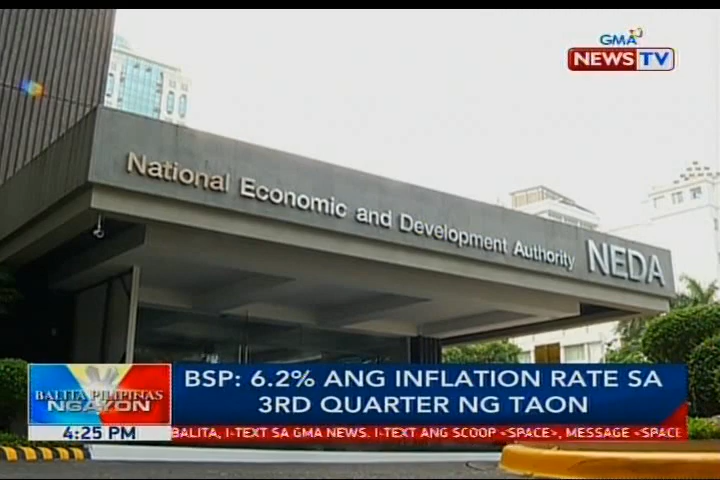 GMA
NEWS TV
National Economic and Development Authority NEDA
BSP: 6.2% ANG INFLATION RATE SA
3RD QUARTER NG TAON
BALITA PILIPINAS
NGAYON
4:25 PM
BALITA, I-TEXT SA GMA NEWS. I-TEXT ANG SCOOP <SPACE>, MESSAGE <SPACE